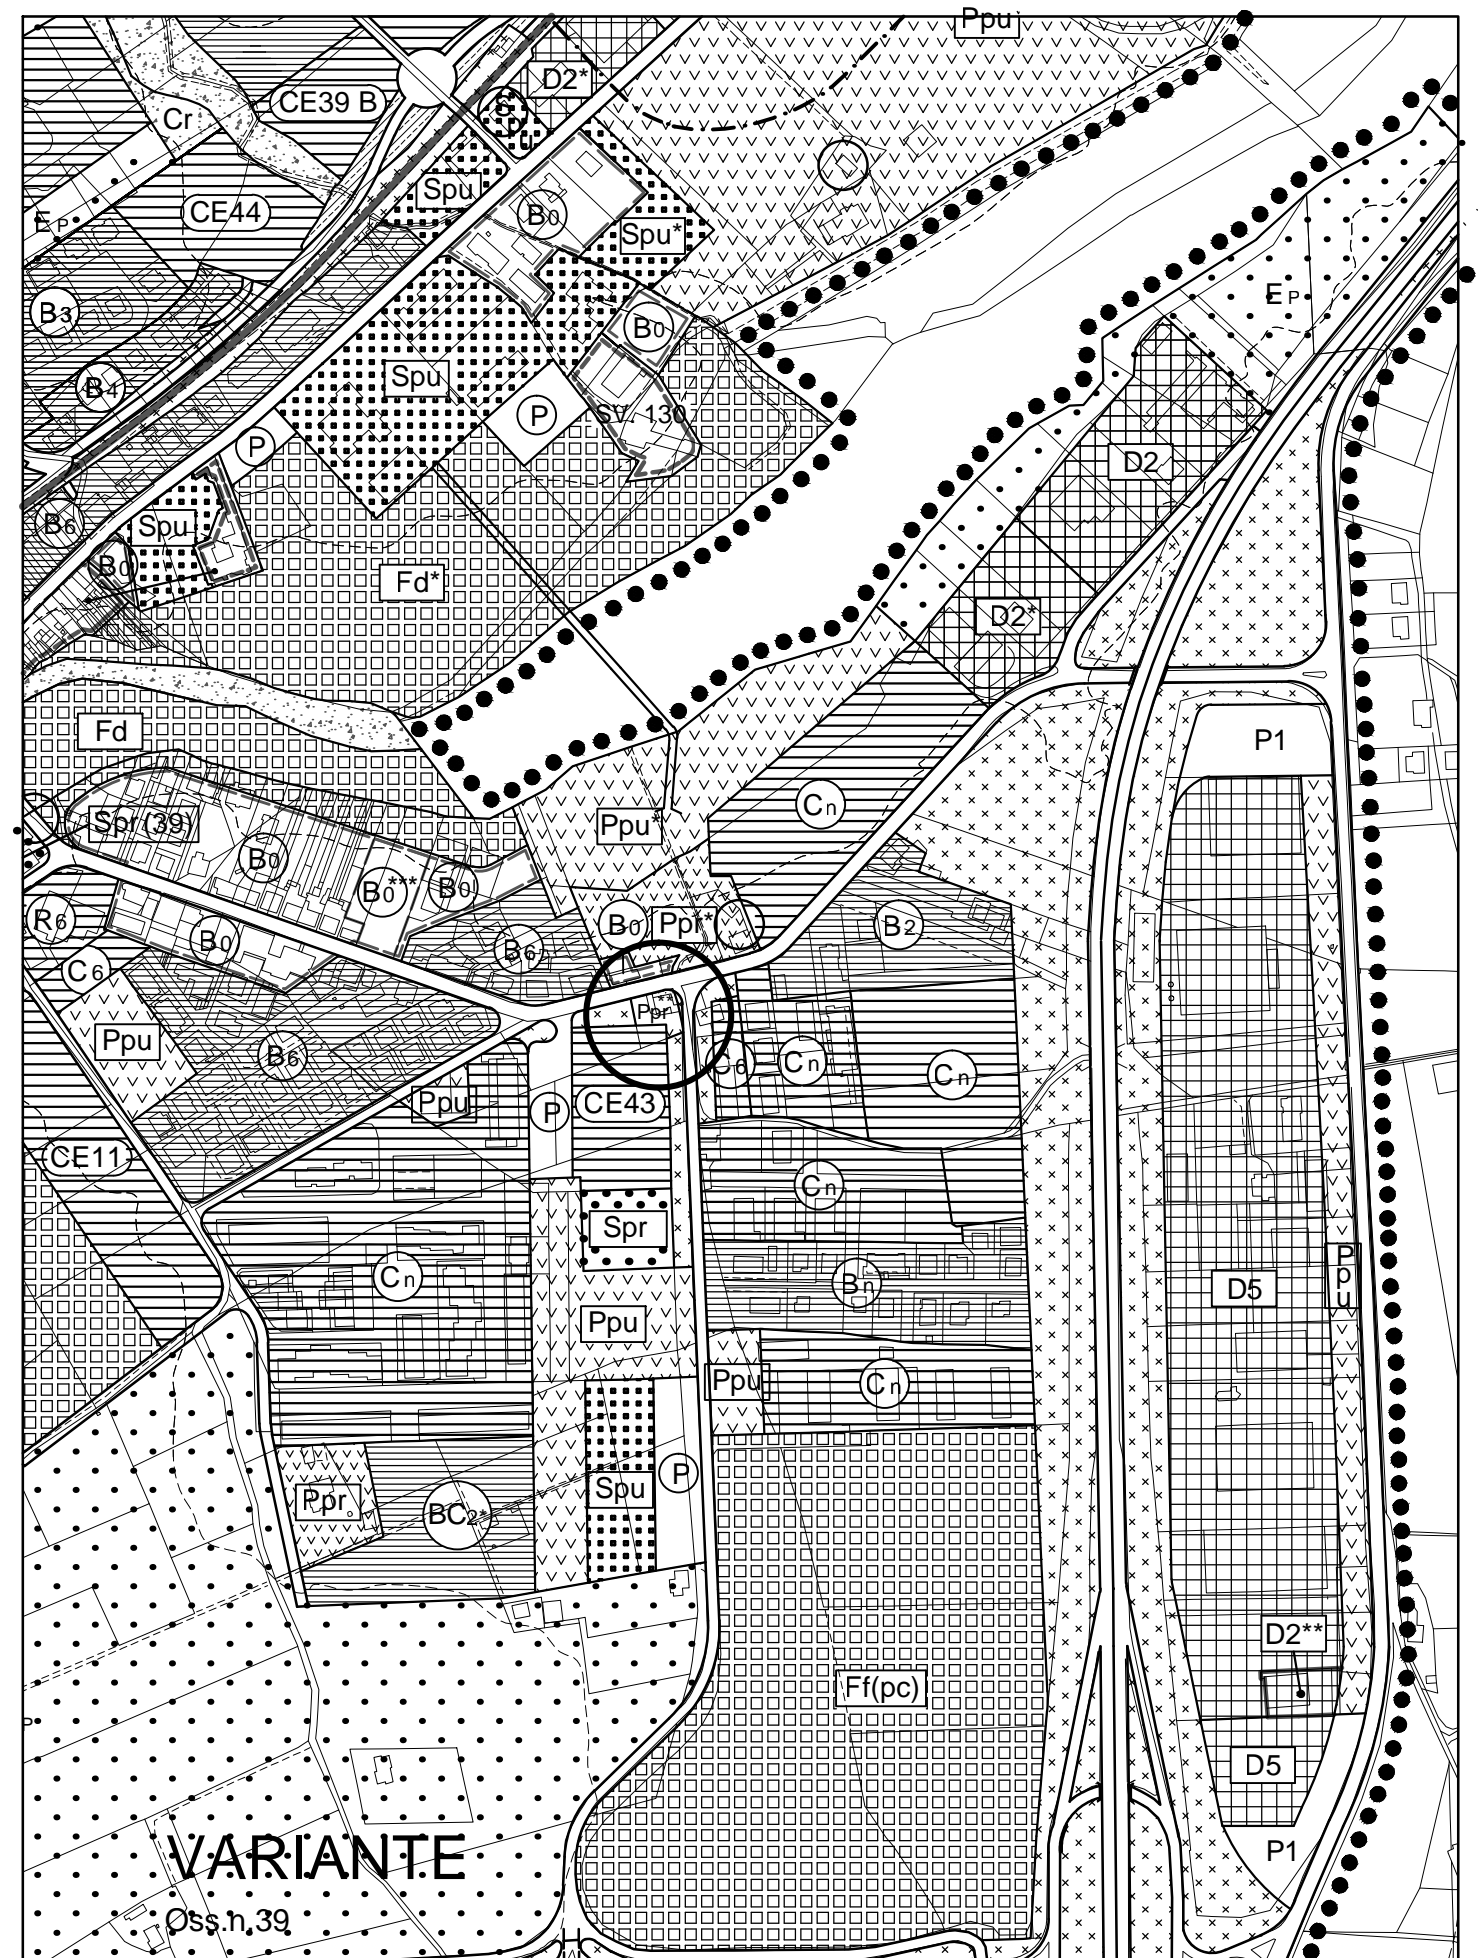 Ppu
D2*
CE39 B
Cr
Spu
CE44
B0
Spu*
EP
EP
B3
B0
B4
Spu
P
S.V. 130
P
D2
B6
Spu
B0
Fd*
D2*
Fd
P1
Cn
Spr (39)
Ppu*
B0
B0***
B0
R6
B0
B6
B0
Ppr*
B2
C6
Ppr**
Ppu
B6
C6
Cn
Cn
Ppu
P
CE43
CE11
Cn
Spr
Cn
Bn
D5
Ppu
Ppu
Ppu
Cn
P
Spu
Ppr
BC2*
D2**
Ff(pc)
D5
P1
VARIANTE
Oss.n.39